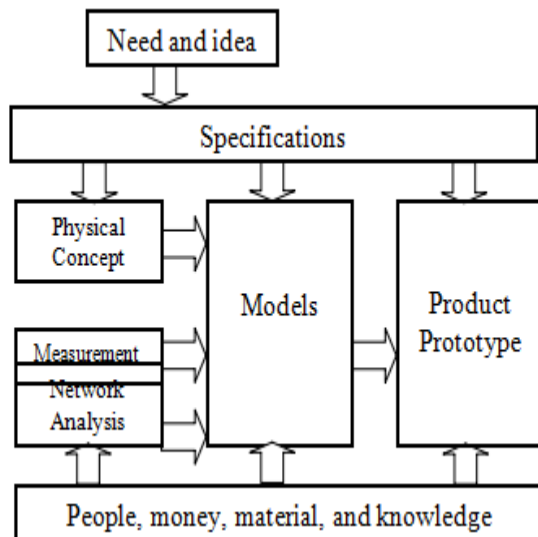 Need and idea
Specifications
Physical
Concept
Models
Product
Prototype
Measurement
Network
Analysis
People, money, material, and knowledge